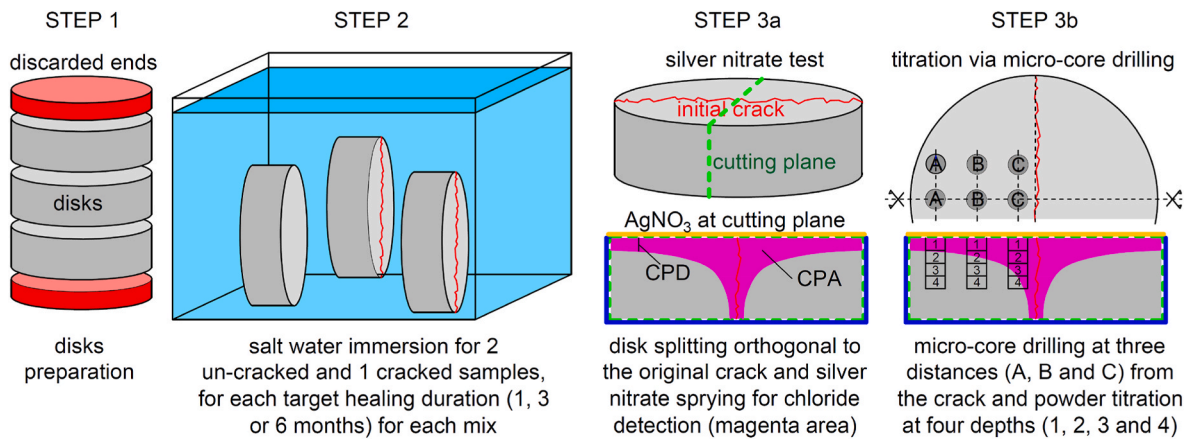 STEP 1
discarded ends
disks
disks
preparation
STEP 2
salt water immersion for 2
un-cracked and 1 cracked samples,
for each target healing duration (1, 3
or 6 months) for each mix
STEP 3a
silver nitrate test
initial crack
cutting plane
AgNO₃ at cutting plane
CPD
CPA
disk splitting orthogonal to
the original crack and silver
nitrate sprying for chloride
detection (magenta area)
STEP 3b
titration via micro-core drilling
A B C
A B C
1 1 1
2 2 2
3 3 3
4 4 4
micro-core drilling at three
distances (A, B and C) from
the crack and powder titration
at four depths (1, 2, 3 and 4)